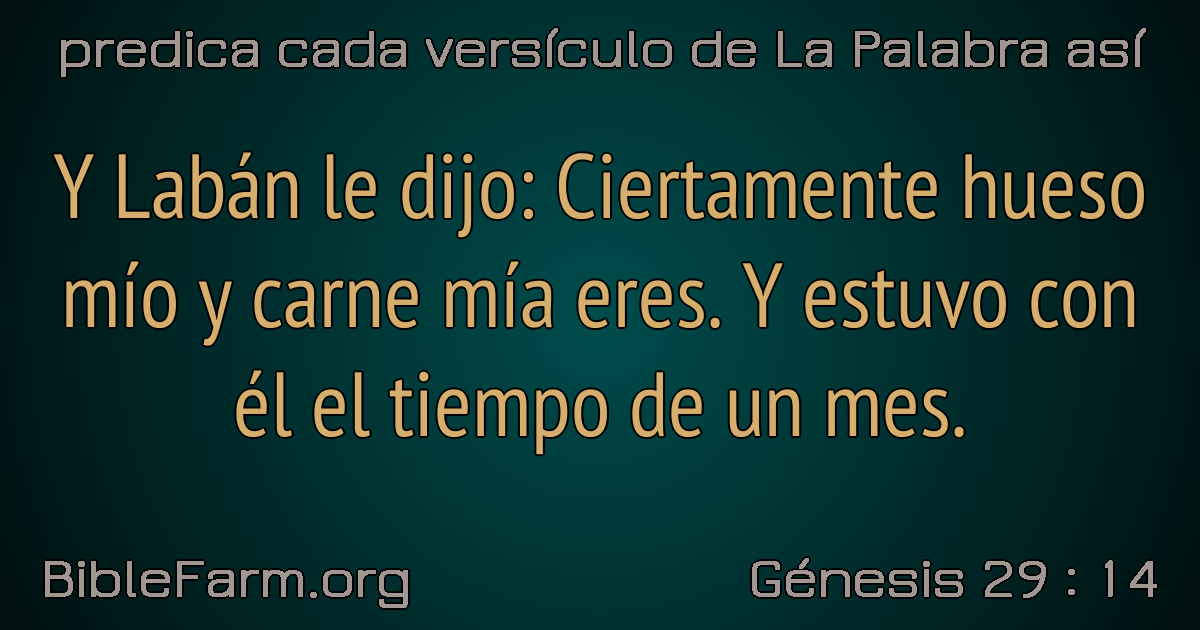 predica cada versículo de La Palabra así
Y Labán le dijo: Ciertamente hueso
mío y carne mía eres. Y estuvo con
él el tiempo de un mes.
BibleFarm.org
Génesis 29 : 14